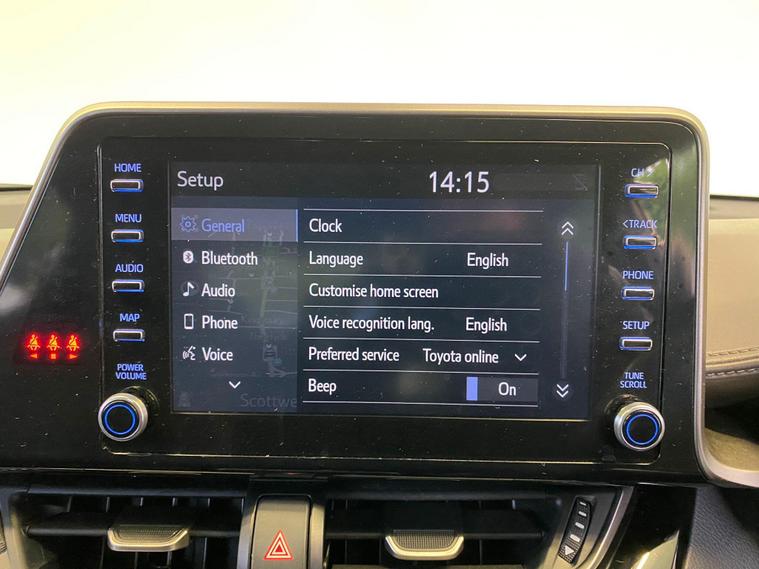 HOME
MENU
AUDIO
MAP
POWER
VOLUME
Setup
14:15
General
Bluetooth
Audio
Phone
Voice
Scottwe
Clock
Language English
Customise home screen
Voice recognition lang. English
Preferred service Toyota online
Beep On
CH >
< TRACK
PHONE
SETUP
TUNE
SCROLL